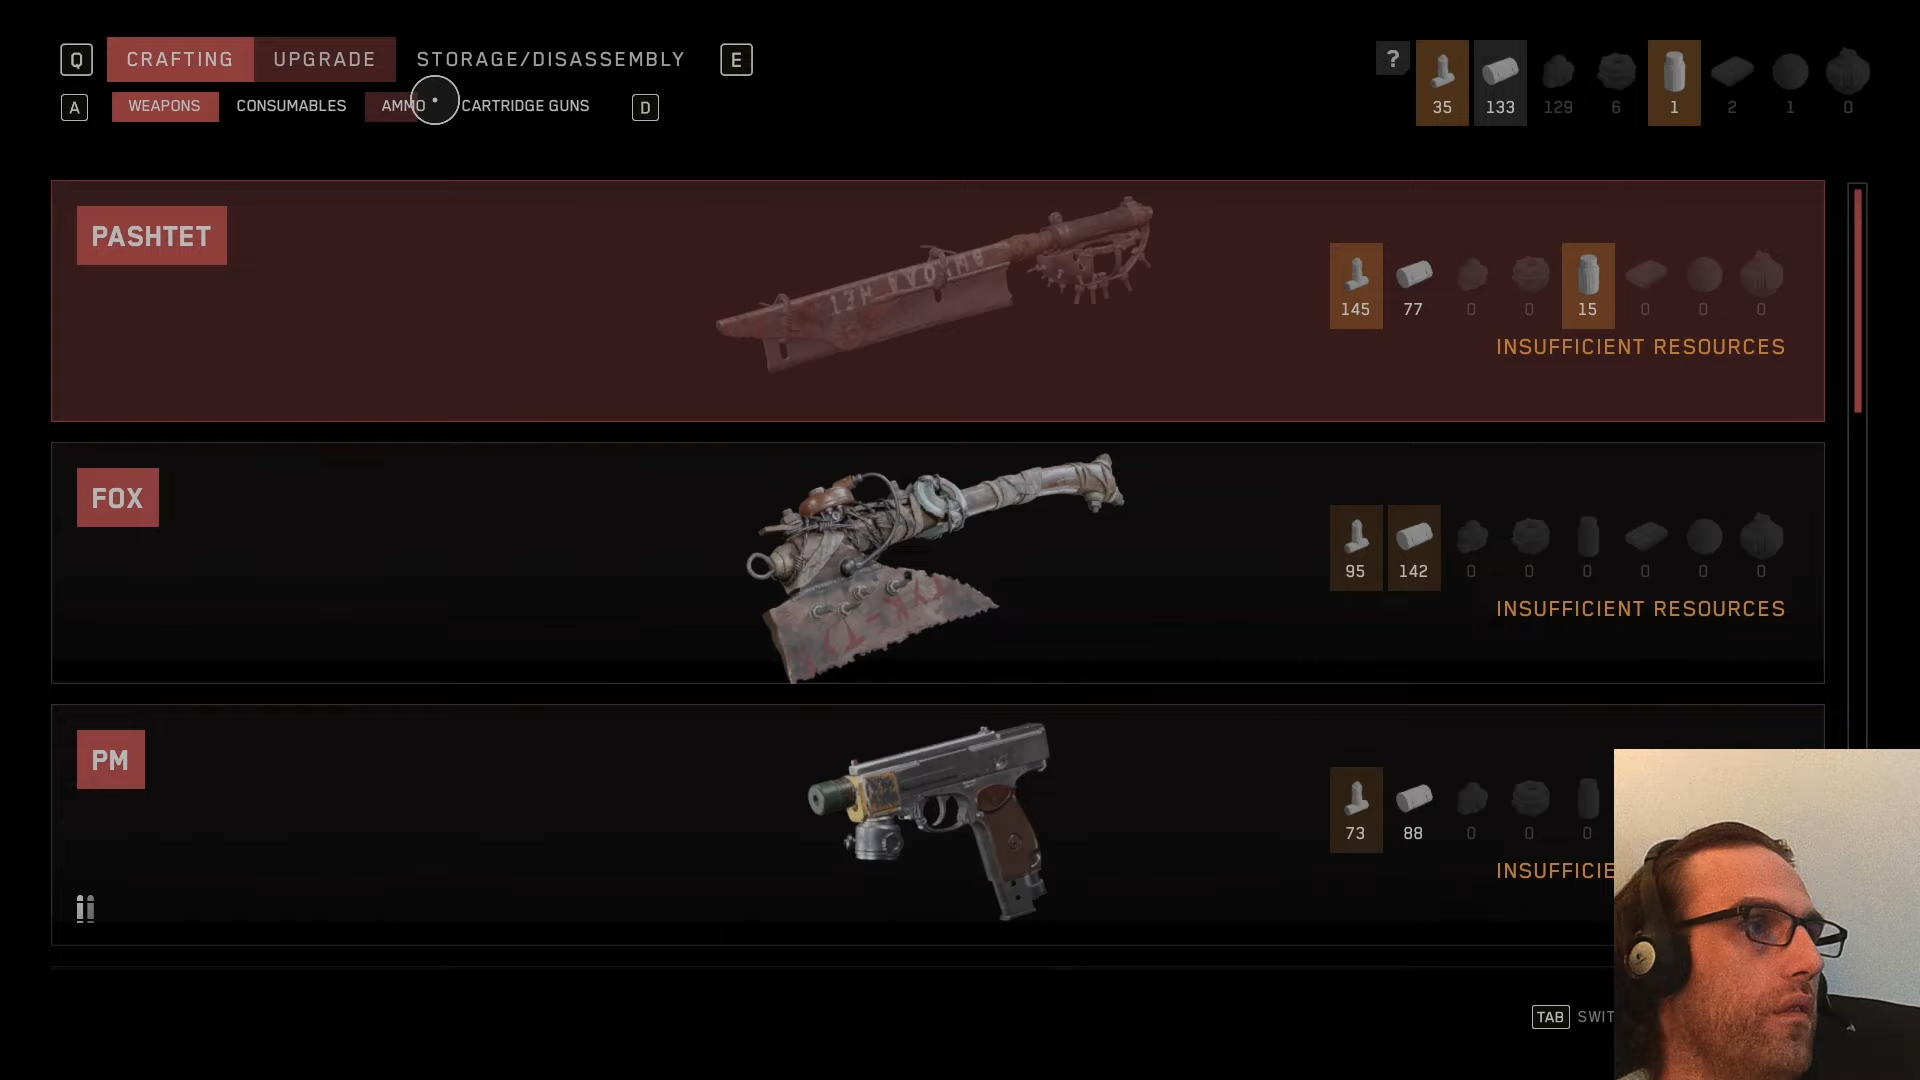 Q CRAFTING UPGRADE STORAGE/DISASSEMBLY E
A WEAPONS CONSUMABLES AMMO CARTRIDGE GUNS D
? 35 133 129 6 1 2 1 0
PASHTET
145 77 0 0 15 0 0 0
INSUFFICIENT RESOURCES
FOX
95 142 0 0 0 0 0 0
INSUFFICIENT RESOURCES
PM
73 88 0 0 0
INSUFFICIE
TAB SWIT